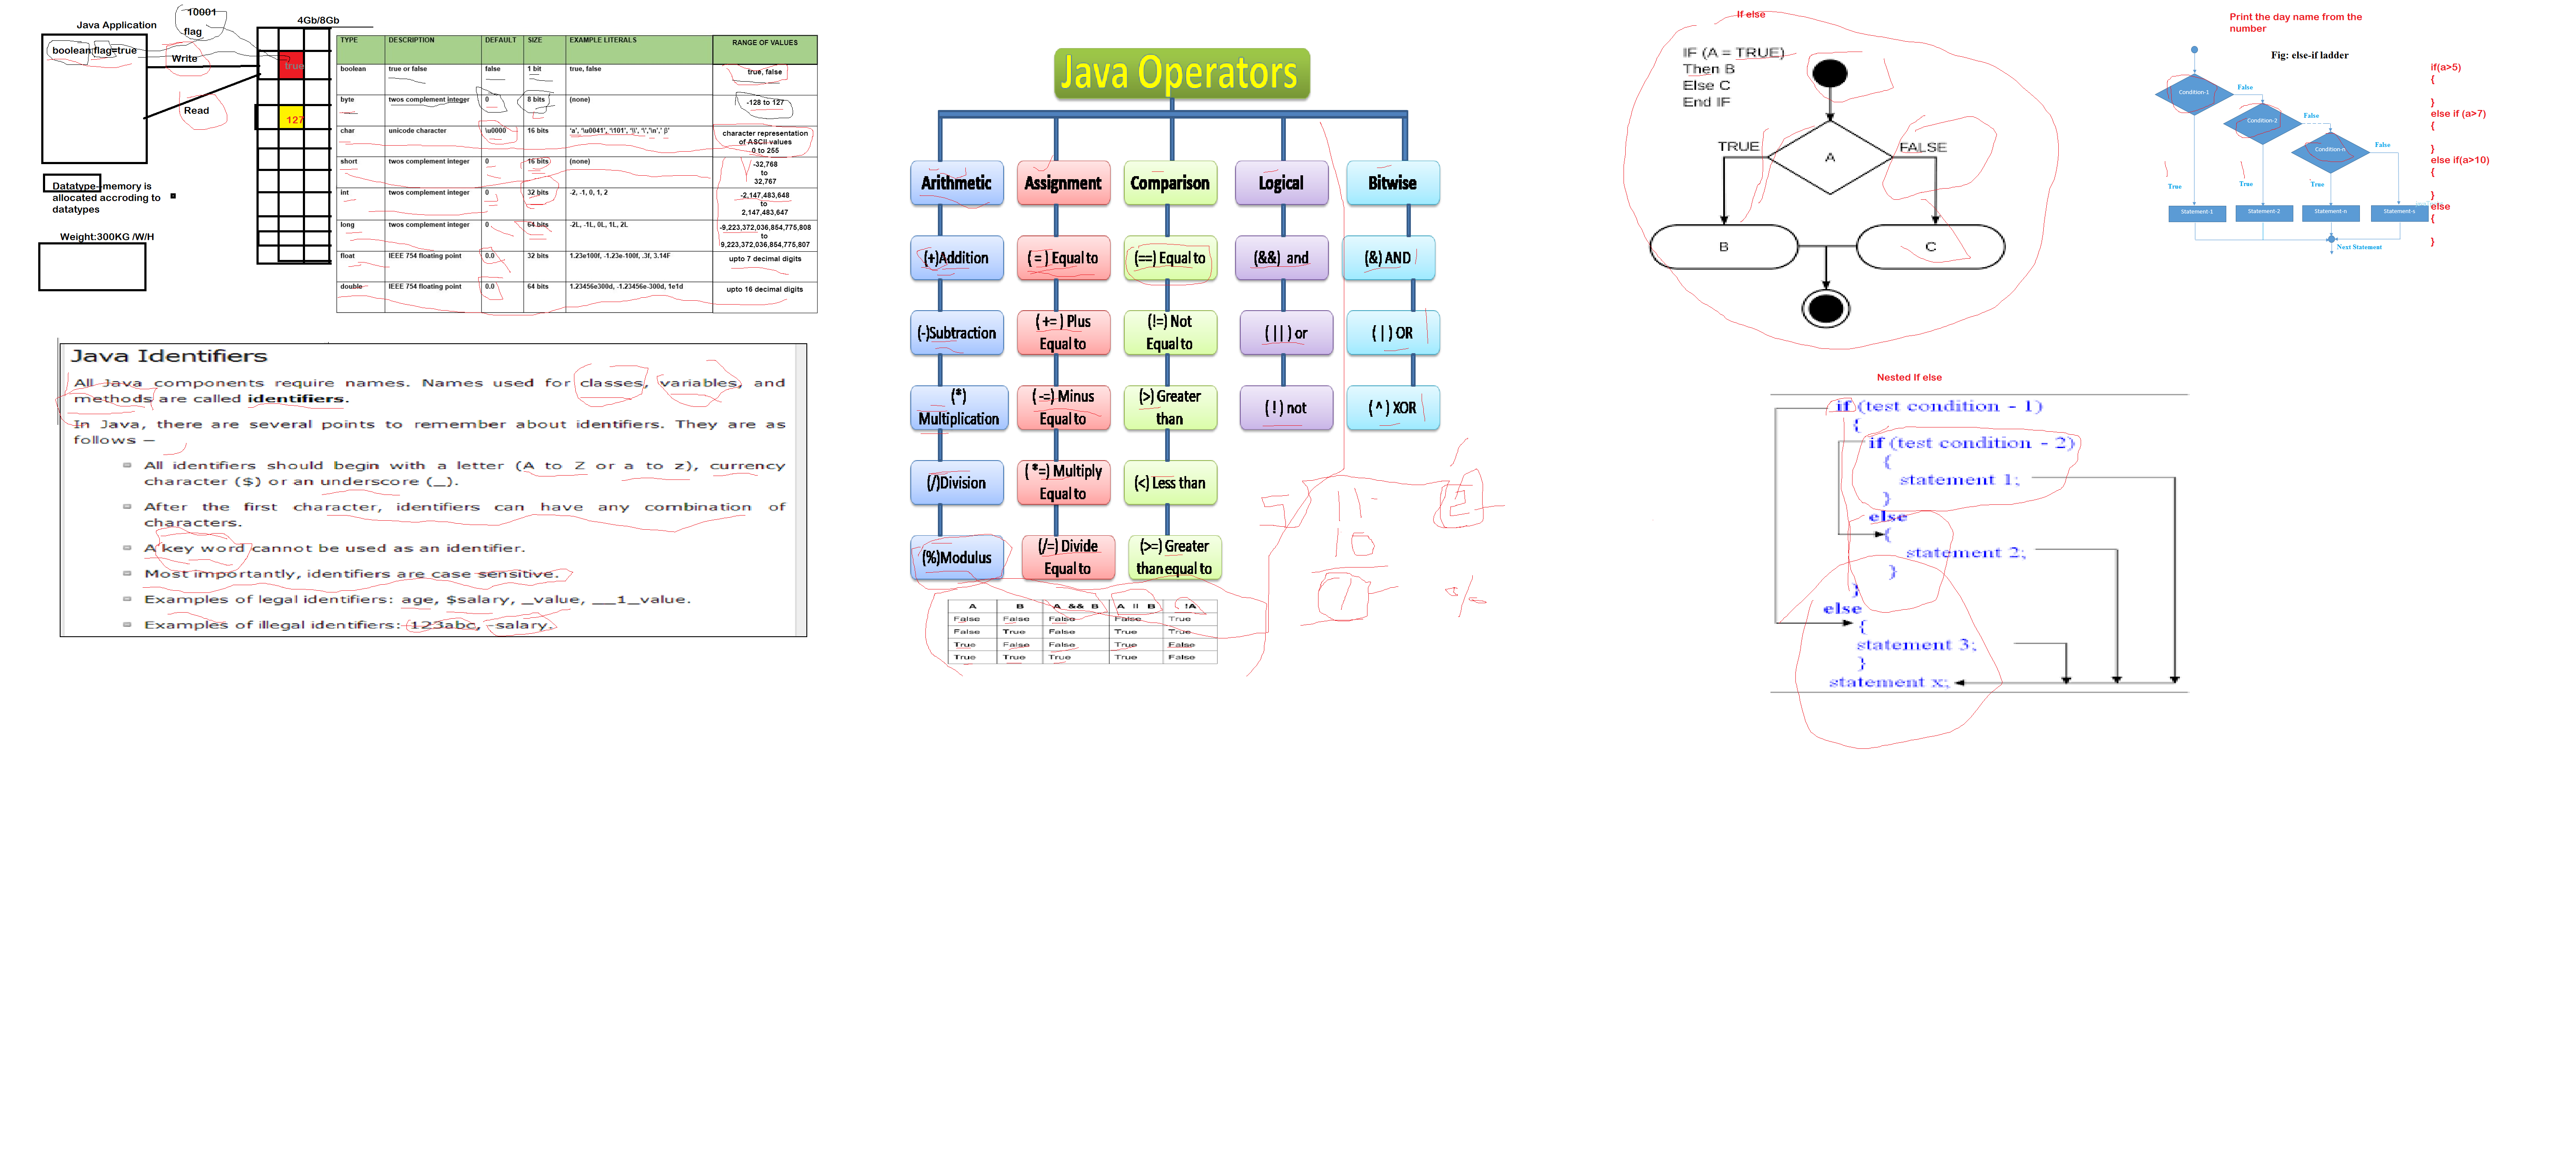 Java Application
10001
flag
4Gb/8Gb
boolean flag=true
Write
true
Read
127
Datatype-memory is
allocated accroding to
datatypes
Weight:300KG /W/H
TYPE DESCRIPTION DEFAULT SIZE EXAMPLE LITERALS RANGE OF VALUES
boolean true or false false 1 bit true, false true, false
byte twos complement integer 0 8 bits (none) -128 to 127
char unicode character \u0000 16 bits 'a', '\u0041', '\101', character representation
of ASCII values
0 to 255
short twos complement integer 0 16 bits (none) -32,768
to
32,767
int twos complement integer 0 32 bits -2, -1, 0, 1, 2 -2,147,483,648
to
2,147,483,647
long twos complement integer 0 64 bits -2L, -1L, 0L, 1L, 2L -9,223,372,036,854,775,808
to
9,223,372,036,854,775,807
float IEEE 754 floating point 0.0 32 bits 1.23e100f, -1.23e-100f, .3f, 3.14F upto 7 decimal digits
double IEEE 754 floating point 0.0 64 bits 1.23456e300d, -1.23456e-300d, 1e1d upto 16 decimal digits
Java Identifiers
All Java components require names. Names used for classes, variables, and
methods are called identifiers.
In Java, there are several points to remember about identifiers. They are as
follows −
All identifiers should begin with a letter (A to Z or a to z), currency
character ($) or an underscore (_).
After the first character, identifiers can have any combination of
characters.
A key word cannot be used as an identifier.
Most importantly, identifiers are case sensitive.
Examples of legal identifiers: age, $salary, _value, __1_value.
Examples of illegal identifiers: 123abc, -salary.
Java Operators
Arithmetic Assignment Comparison Logical Bitwise
(+)Addition ( = ) Equal to (==) Equal to (&&) and (&) AND
(-)Subtraction ( += ) Plus
Equal to (!=) Not
Equal to ( || ) or ( | ) OR
(*)
Multiplication ( -=) Minus
Equal to (>) Greater
than ( ! ) not ( ^ ) XOR
(/)Division ( *=) Multiply
Equal to (<) Less than
(%)Modulus (/=) Divide
Equal to (>=) Greater
than equal to
10
%
A B A && B A || B !A
False False False False True
False True False True True
True False False True False
True True True True False
If else
IF (A = TRUE)
Then B
Else C
End IF
TRUE A FALSE
B C
Nested If else
if (test condition - 1)
{
if (test condition - 2)
{
statement 1;
}
else
{
statement 2;
}
}
else
{
statement 3;
}
statement x;
Print the day name from the
number
Fig: else-if ladder
Condition-1
False
Condition-2
False
Condition-n
False
True
True
True
Statement-1 Statement-2 Statement-n Statement-s
Next Statement
if(a>5)
{
}
else if (a>7)
{
}
else if(a>10)
{
}
else
{
}